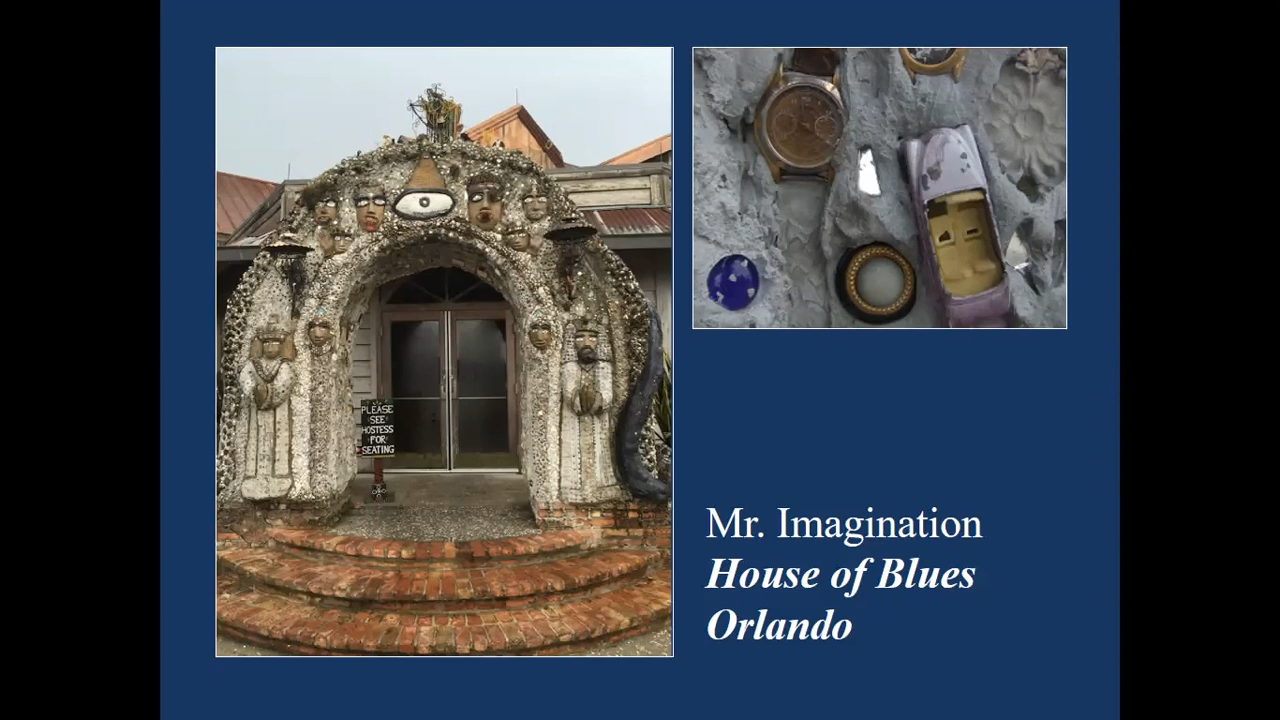 PLEASE
SEE
HOSTESS
FOR
SEATING
Mr. Imagination
House of Blues
Orlando